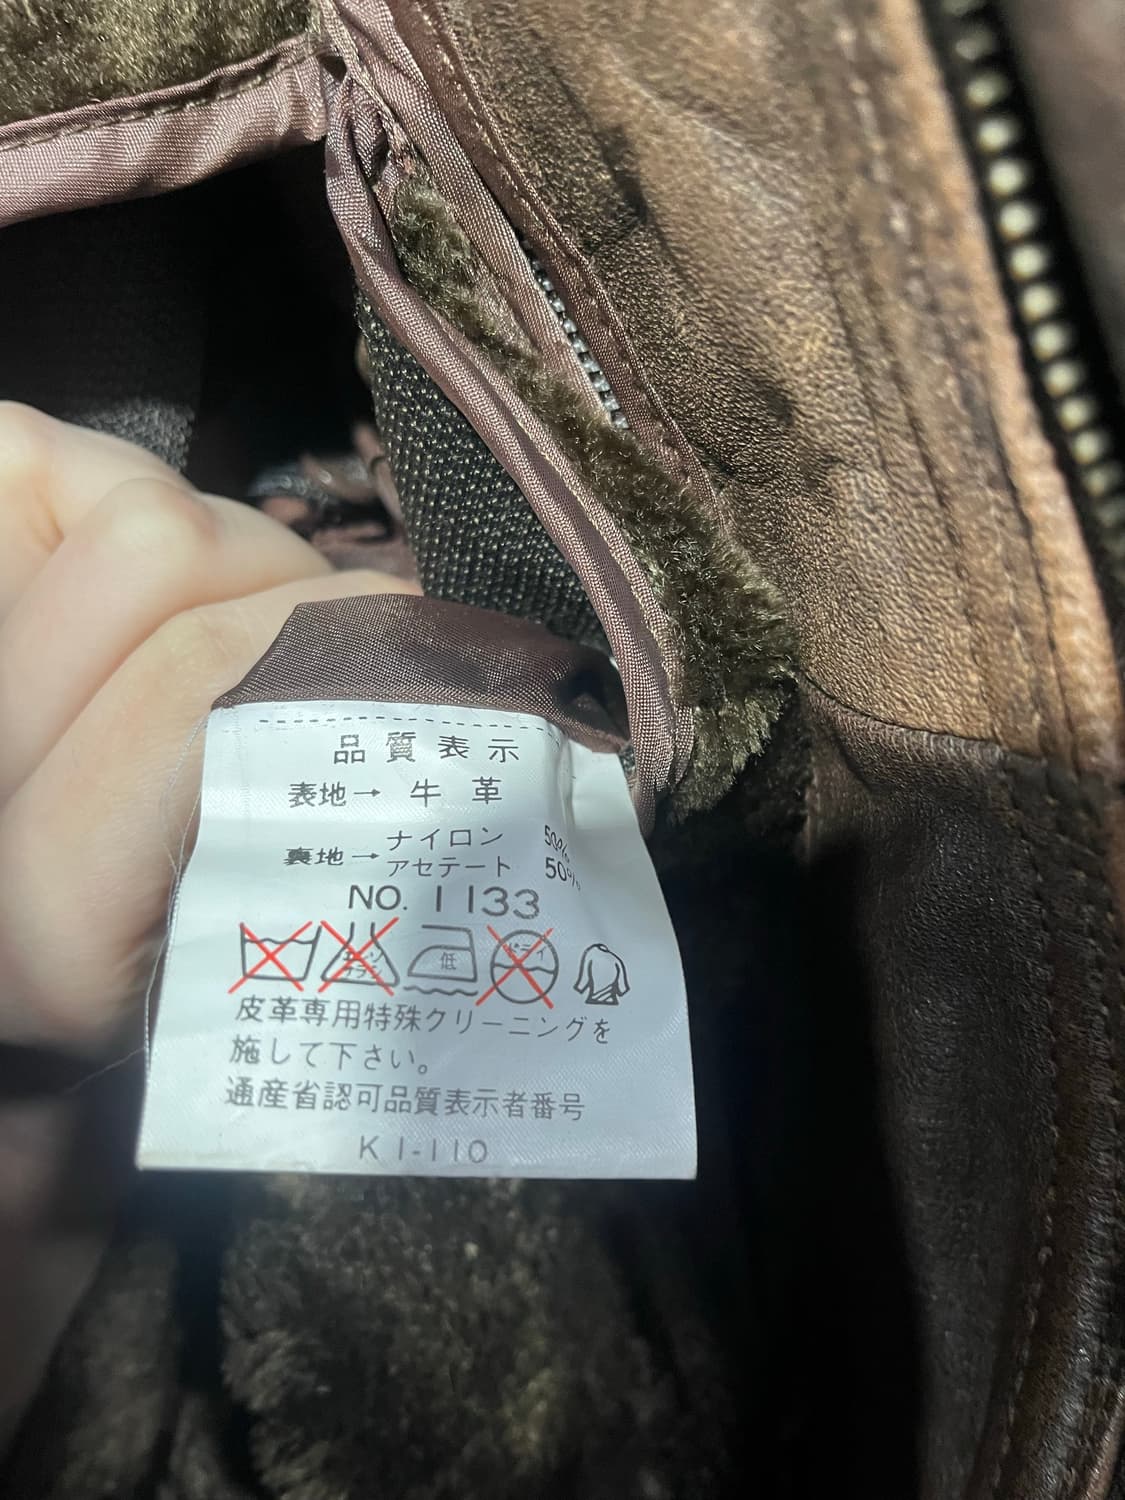 品質表示
表地→ 牛革
裏地→ ナイロン 50%
アセテート 50%
NO. 1133
低
皮革専用特殊クリーニングを
施して下さい。
通産省認可品質表示者番号
K1-110